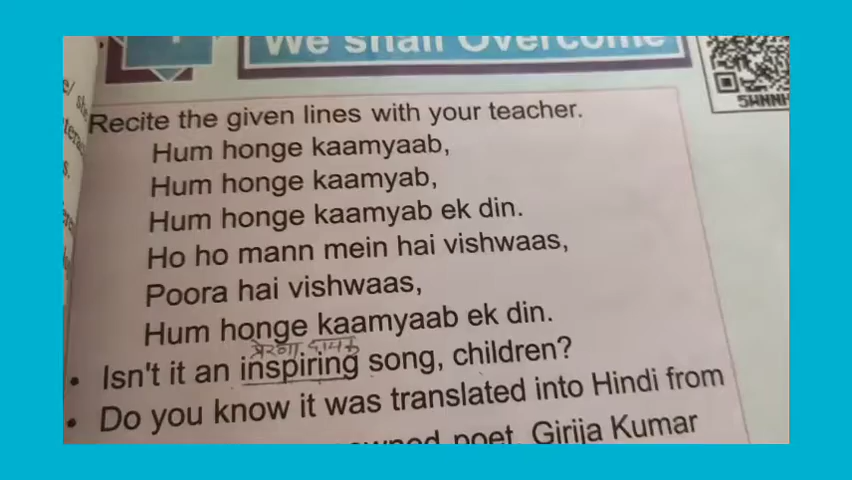 We shall Overcome
5WNNH
Recite the given lines with your teacher.
Hum honge kaamyaab,
Hum honge kaamyab,
Hum honge kaamyab ek din.
Ho ho mann mein hai vishwaas,
Poora hai vishwaas,
Hum honge kaamyaab ek din.
प्रेरणा दायक
• Isn't it an inspiring song, children?
• Do you know it was translated into Hindi from
poet, Girija Kumar